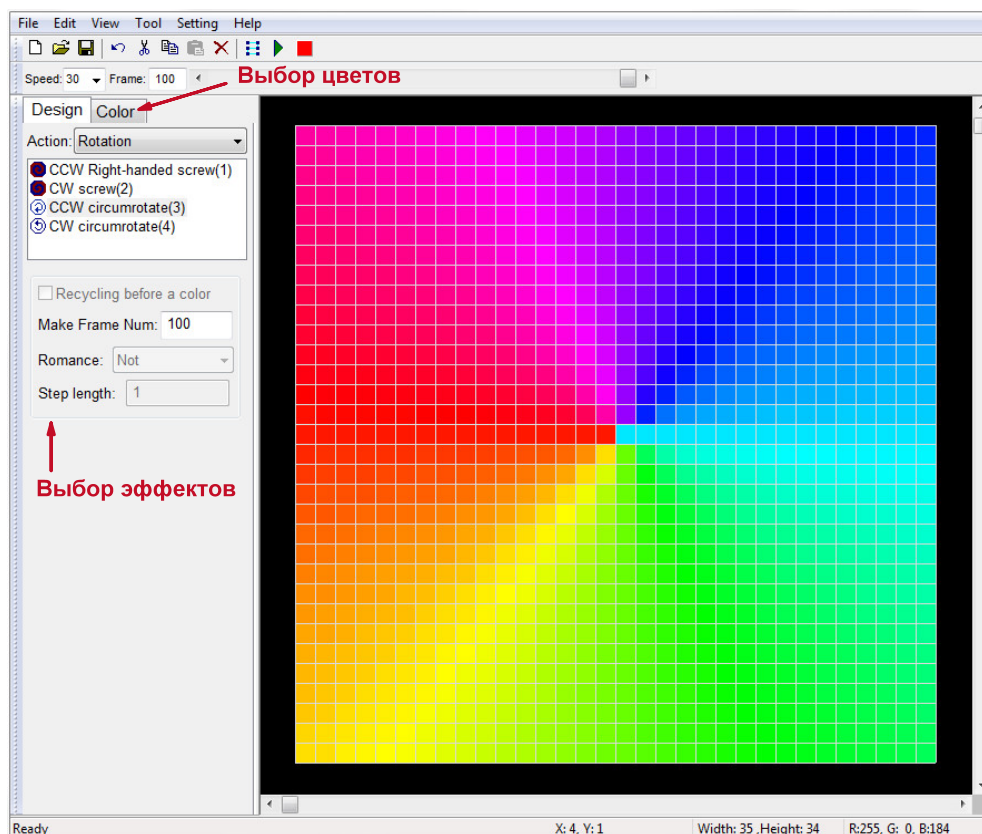 File Edit View Tool Setting Help
Speed: 30 Frame: 100
Выбор цветов
Design Color
Action: Rotation
CCW Right-handed screw(1)
CW screw(2)
CCW circumrotate(3)
CW circumrotate(4)
Recycling before a color
Make Frame Num: 100
Romance: Not
Step length: 1
Выбор эффектов
Ready X: 4, Y: 1 Width: 35 ,Height: 34 R:255, G: 0, B:184